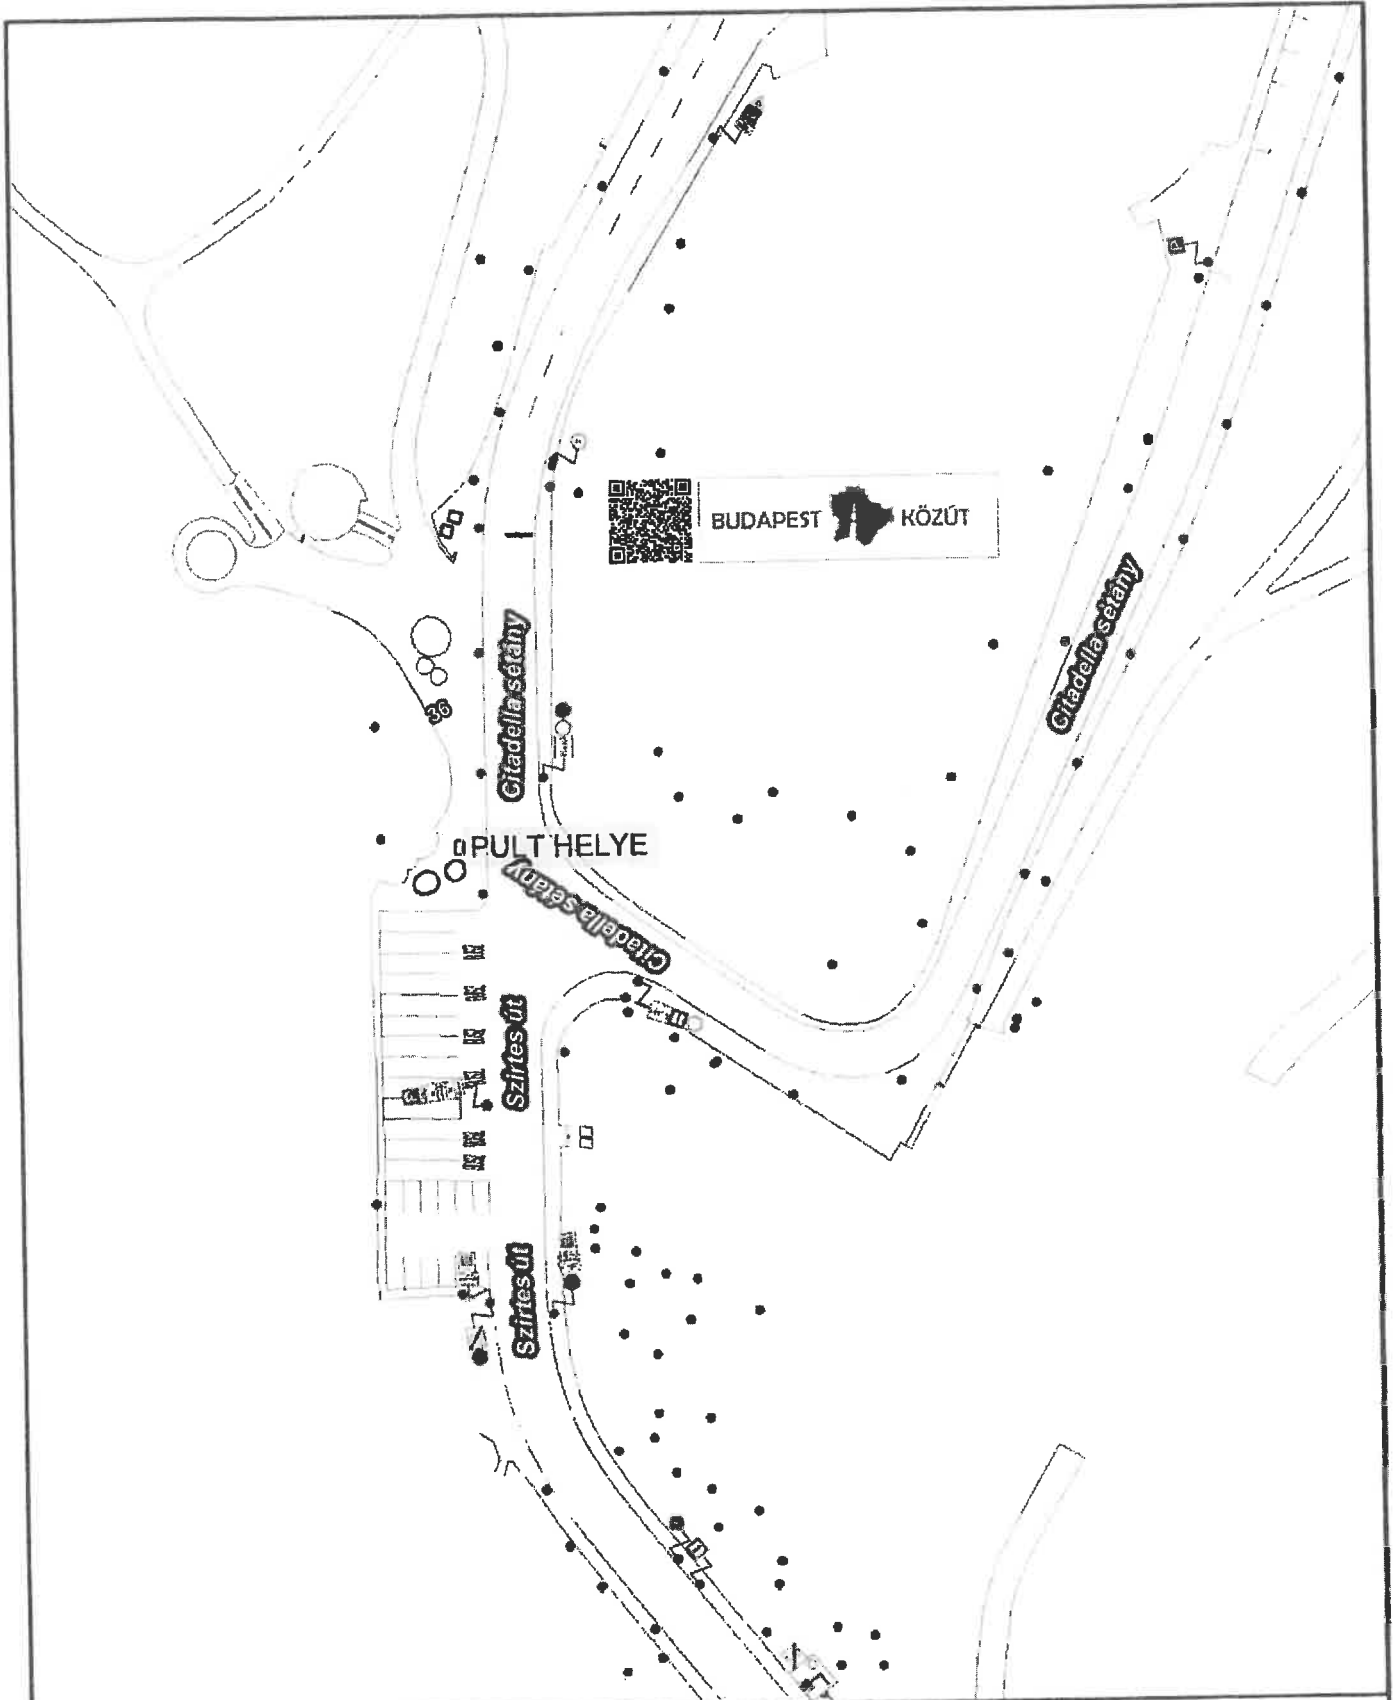 BUDAPEST KÖZÚT
Citadella sétány
Citadella sétány
36
PULT HELYE
Citadella sétány
Szirtes út
Szirtes út
P